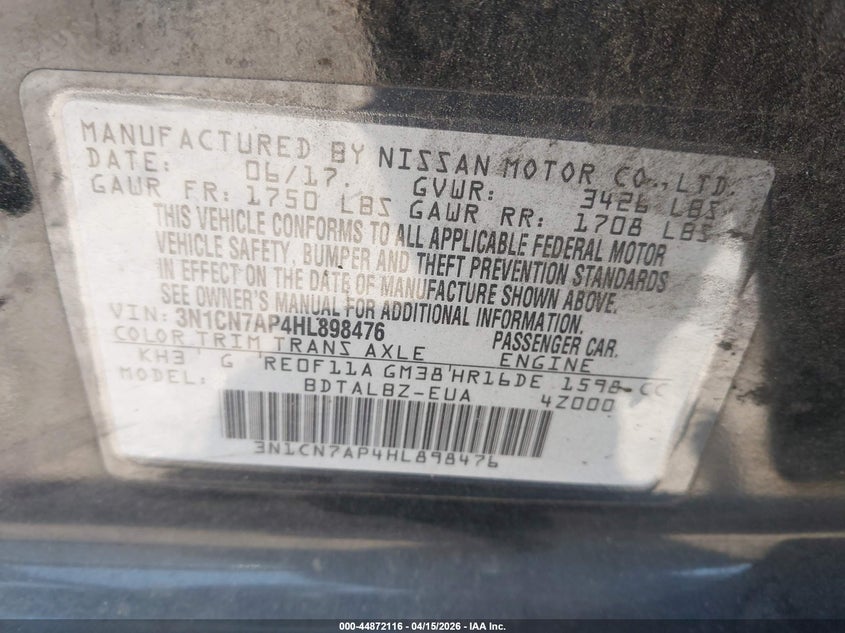 MANUFACTURED BY NISSAN MOTOR CO., LTD.
DATE: 06/17. GVWR: 3426 LBS
GAWR FR: 1750 LBS GAWR RR: 1708 LBS
THIS VEHICLE CONFORMS TO ALL APPLICABLE FEDERAL MOTOR
VEHICLE SAFETY, BUMPER AND THEFT PREVENTION STANDARDS
IN EFFECT ON THE DATE OF MANUFACTURE SHOWN ABOVE.
SEE OWNER'S MANUAL FOR ADDITIONAL INFORMATION.
VIN: 3N1CN7AP4HL898476 PASSENGER CAR.
COLOR TRIM TRANS AXLE ENGINE
KH3 G RE0F11A GM38 HR16DE 1598 CC
MODEL: BDTALBZ-EUA 4Z000
3N1CN7AP4HL898476
000-44872116 | 04/15/2026 | IAA Inc.